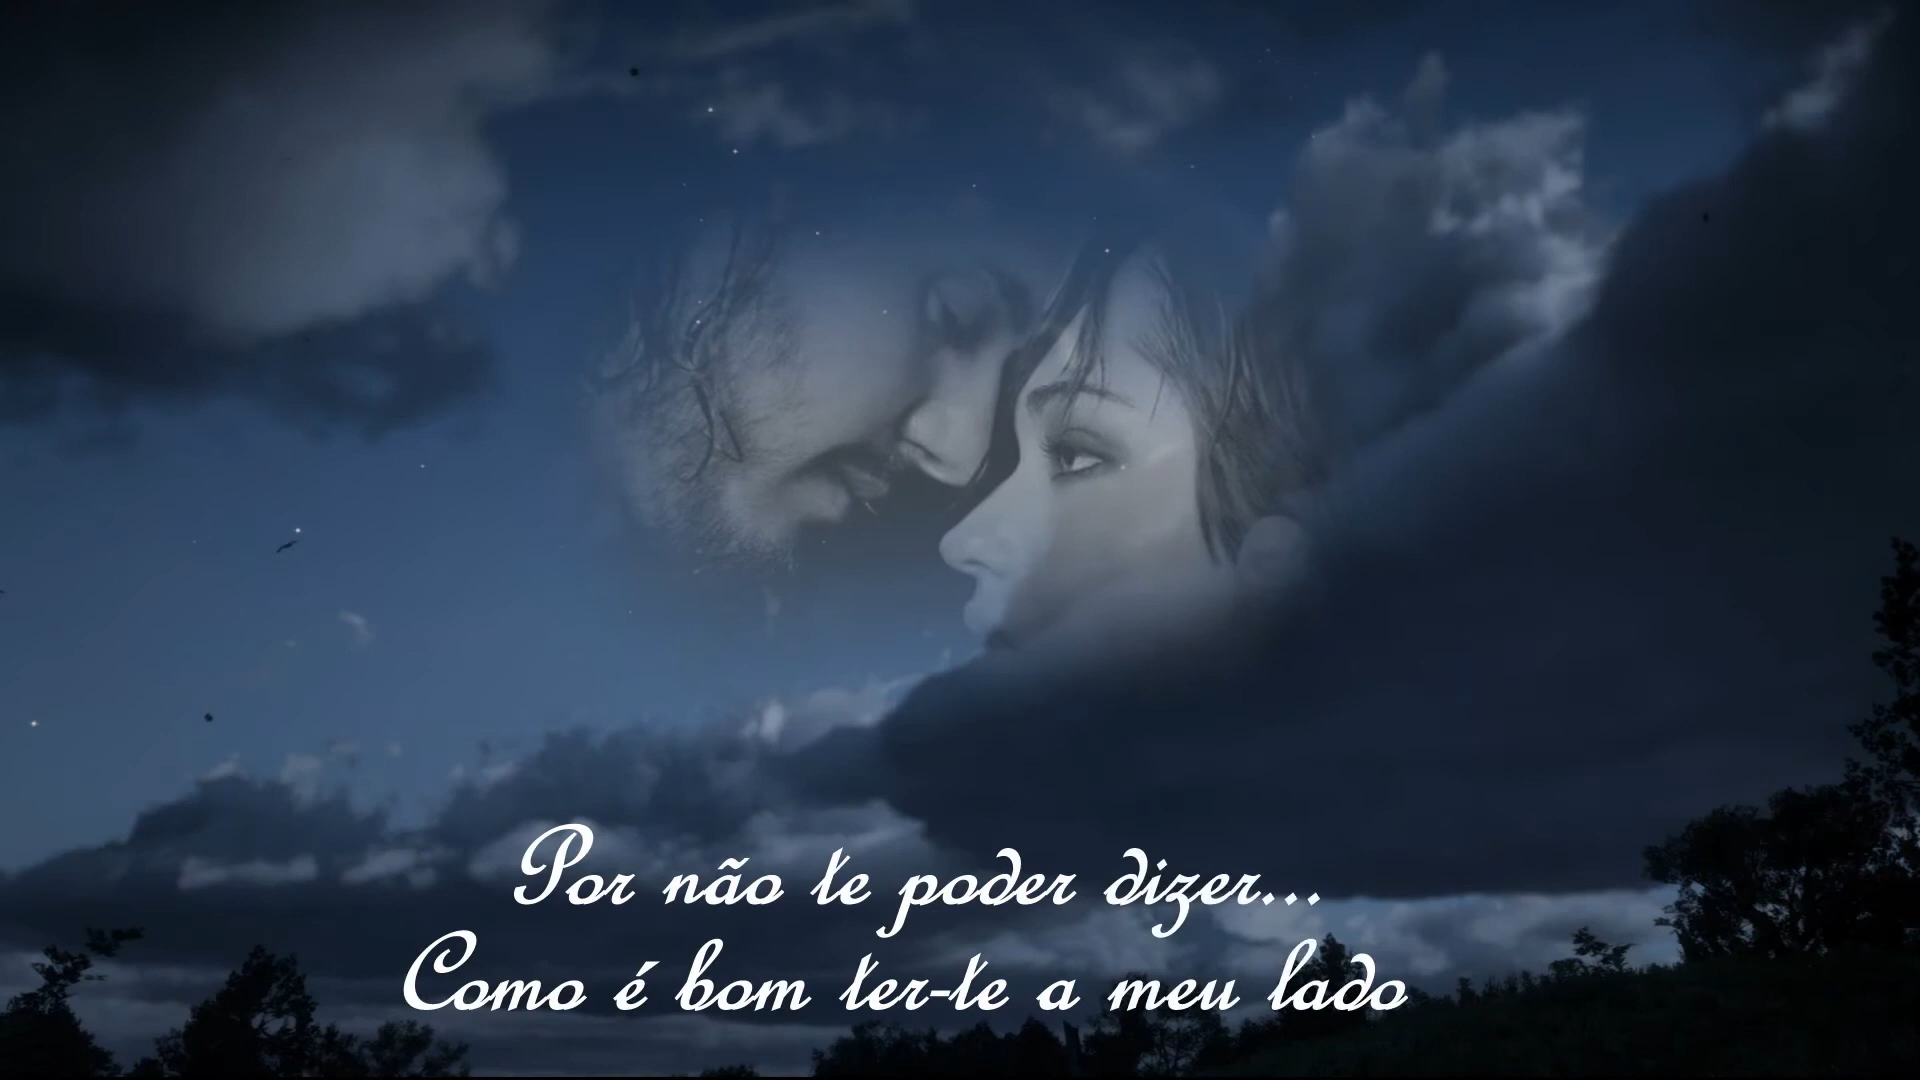 Por não te poder dizer...
Como é bom ter-te a meu lado